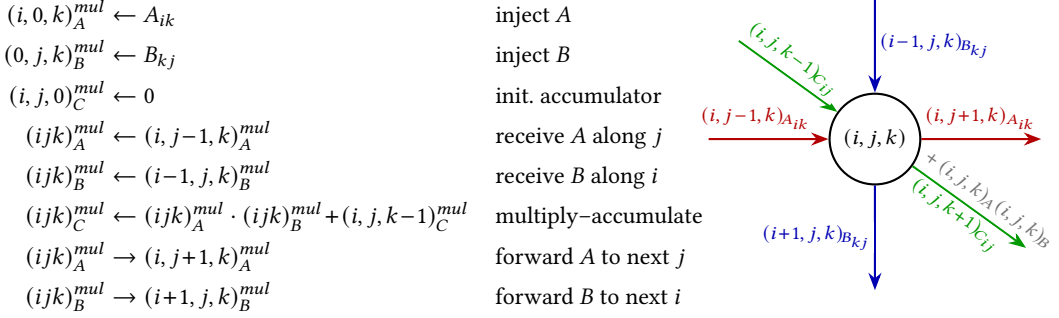 (i, 0, k)_A^{mul} ← A_{ik} inject A
(0, j, k)_B^{mul} ← B_{kj} inject B
(i, j, 0)_C^{mul} ← 0 init. accumulator
(ijk)_A^{mul} ← (i, j−1, k)_A^{mul} receive A along j
(ijk)_B^{mul} ← (i−1, j, k)_B^{mul} receive B along i
(ijk)_C^{mul} ← (ijk)_A^{mul} · (ijk)_B^{mul} + (i, j, k−1)_C^{mul} multiply–accumulate
(ijk)_A^{mul} → (i, j+1, k)_A^{mul} forward A to next j
(ijk)_B^{mul} → (i+1, j, k)_B^{mul} forward B to next i
(i−1, j, k)_{B_{kj}}
(i, j, k−1)_{C_{ij}}
(i, j−1, k)_{A_{ik}}
(i, j, k)
(i, j+1, k)_{A_{ik}}
+(i, j, k)_A(i, j, k)_B
(i, j, k+1)_{C_{ij}}
(i+1, j, k)_{B_{kj}}